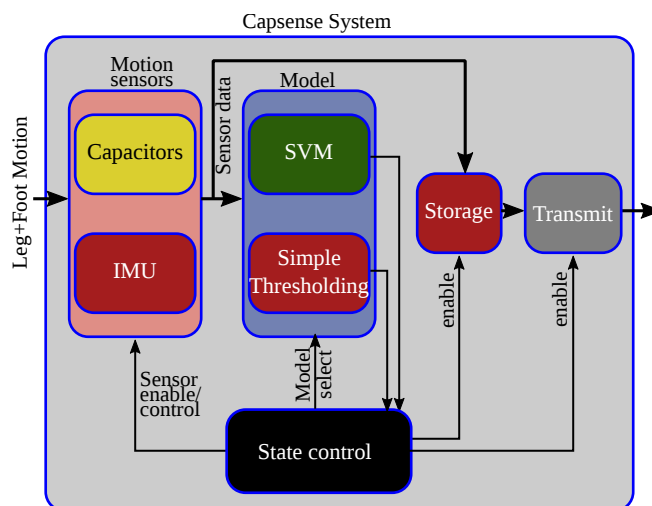 Capsense System
Motion
sensors
Model
Capacitors
IMU
Leg+Foot Motion
Sensor data
SVM
Simple
Thresholding
Storage
Transmit
Sensor
enable/
control
Model
select
enable
enable
State control